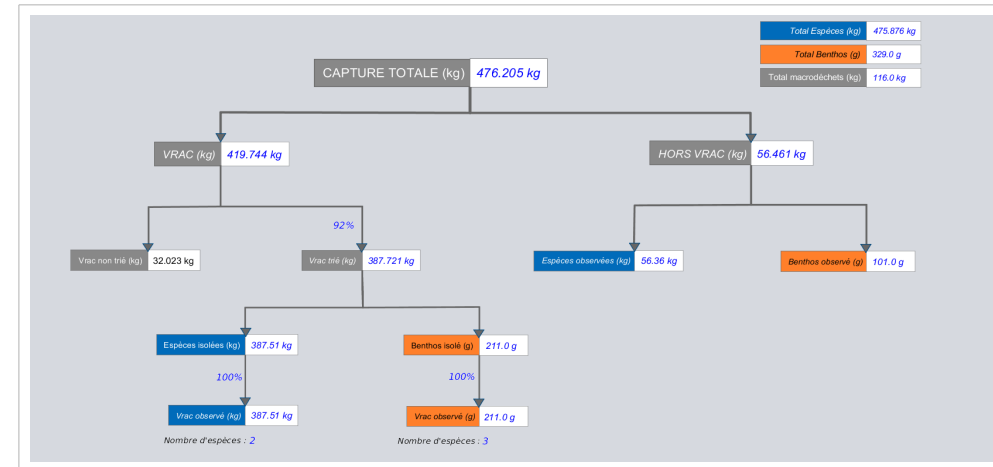 Total Espèces (kg) 475.876 kg
Total Benthos (g) 329.0 g
Total macrodéchets (kg) 116.0 kg
CAPTURE TOTALE (kg) 476.205 kg
VRAC (kg) 419.744 kg
HORS VRAC (kg) 56.461 kg
92%
Vrac non trié (kg) 32.023 kg
Vrac trié (kg) 387.721 kg
Espèces observées (kg) 56.36 kg
Benthos observé (g) 101.0 g
Espèces isolées (kg) 387.51 kg
Benthos isolé (g) 211.0 g
100%
100%
Vrac observé (kg) 387.51 kg
Vrac observé (g) 211.0 g
Nombre d'espèces : 2
Nombre d'espèces : 3